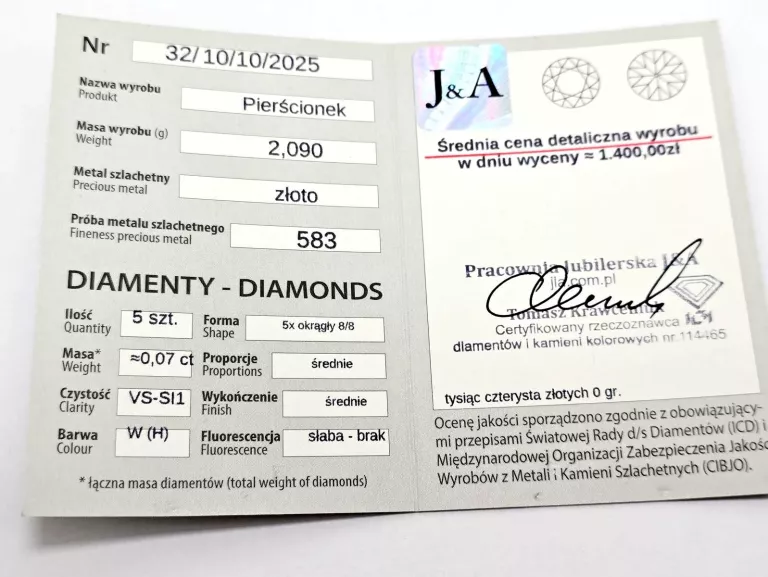 Nr 32/10/10/2025
Nazwa wyrobu
Produkt
Pierścionek
Masa wyrobu (g)
Weight
2,090
Metal szlachetny
Precious metal
złoto
Próba metalu szlachetnego
Fineness precious metal
583
DIAMENTY - DIAMONDS
Ilość
Quantity
5 szt.
Forma
Shape
5x okrągły 8/8
Masa*
Weight
≈0,07 ct
Proporcje
Proportions
średnie
Czystość
Clarity
VS-SI1
Wykończenie
Finish
średnie
Barwa
Colour
W (H)
Fluorescencja
Fluorescence
słaba - brak
* łączna masa diamentów (total weight of diamonds)
J&A
Średnia cena detaliczna wyrobu
w dniu wyceny ≈ 1.400,00zł
Pracownia Jubilerska J&A
jla.com.pl
Tomasz
Certyfikowany rzeczoznawca
diamentów i kamieni kolorowych nr 114465
tysiąc czterysta złotych 0 gr.
Ocenę jakości sporządzono zgodnie z obowiązujący-
mi przepisami Światowej Rady d/s Diamentów (ICD) i
Międzynarodowej Organizacji Zabezpieczenia Jakośc
Wyrobów z Metali i Kamieni Szlachetnych (CIBJO).